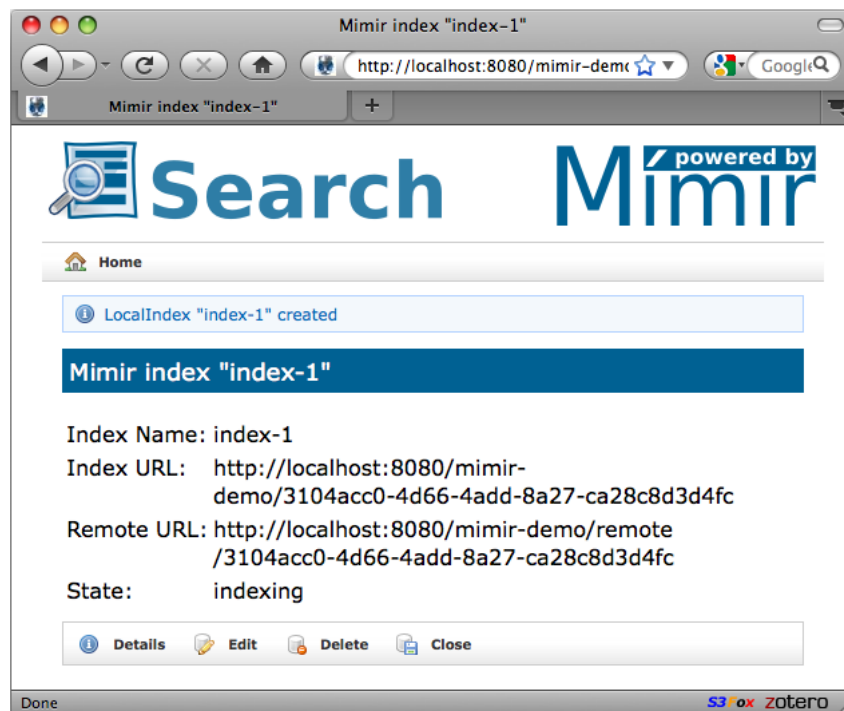 Mimir index "index-1"
http://localhost:8080/mimir-demo
Google
Mimir index "index-1"
+
Search
powered by
Mimir
Home
LocalIndex "index-1" created
Mimir index "index-1"
Index Name: index-1
Index URL: http://localhost:8080/mimir-
demo/3104acc0-4d66-4add-8a27-ca28c8d3d4fc
Remote URL: http://localhost:8080/mimir-demo/remote
/3104acc0-4d66-4add-8a27-ca28c8d3d4fc
State: indexing
Details Edit Delete Close
Done S3Fox zotero